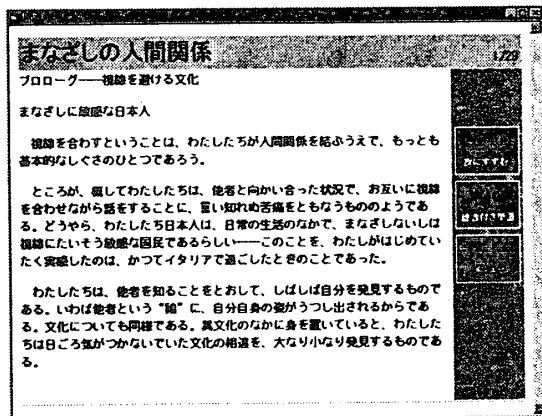 まなざしの人間関係
1/29
プロローグ――視線を避ける文化
まなざしに敏感な日本人
視線を合わすということは、わたしたちが人間関係を結ぶうえで、もっとも
基本的なしぐさのひとつであろう。
ところが、概してわたしたちは、他者と向かい合った状況で、お互いに視線
を合わせながら話をすることに、言い知れぬ苦痛をともなうもののようであ
る。どうやら、わたしたち日本人は、日常の生活のなかで、まなざしないしは
視線にたいそう敏感な国民であるらしい――このことを、わたしがはじめてい
たく実感したのは、かつてイタリアで過ごしたときのことであった。
わたしたちは、他者を知ることをとおして、しばしば自分を発見するもので
ある。いわば他者という“鏡”に、自分自身の姿がうつし出されるからであ
る。文化についても同様である。異文化のなかに身を置いていると、わたした
ちは日ごろ気がつかないでいた文化の相違を、大なり小なり発見するものであ
る。
次にすすむ